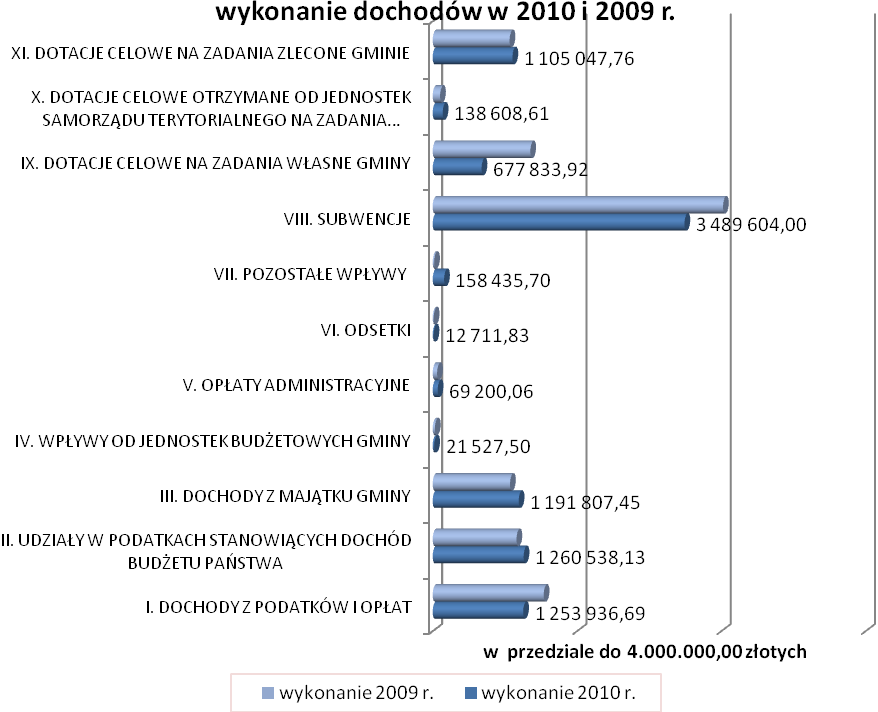 wykonanie dochodów w 2010 i 2009 r.
XI. DOTACJE CELOWE NA ZADANIA ZLECONE GMINIE
1 105 047,76
X. DOTACJE CELOWE OTRZYMANE OD JEDNOSTEK
SAMORZĄDU TERYTORIALNEGO NA ZADANIA...
138 608,61
IX. DOTACJE CELOWE NA ZADANIA WŁASNE GMINY
677 833,92
VIII. SUBWENCJE
3 489 604,00
VII. POZOSTAŁE WPŁYWY
158 435,70
VI. ODSETKI
12 711,83
V. OPŁATY ADMINISTRACYJNE
69 200,06
IV. WPŁYWY OD JEDNOSTEK BUDŻETOWYCH GMINY
21 527,50
III. DOCHODY Z MAJĄTKU GMINY
1 191 807,45
II. UDZIAŁY W PODATKACH STANOWIĄCYCH DOCHÓD
BUDŻETU PAŃSTWA
1 260 538,13
I. DOCHODY Z PODATKÓW I OPŁAT
1 253 936,69
w przedziale do 4.000.000,00 złotych
wykonanie 2009 r.
wykonanie 2010 r.